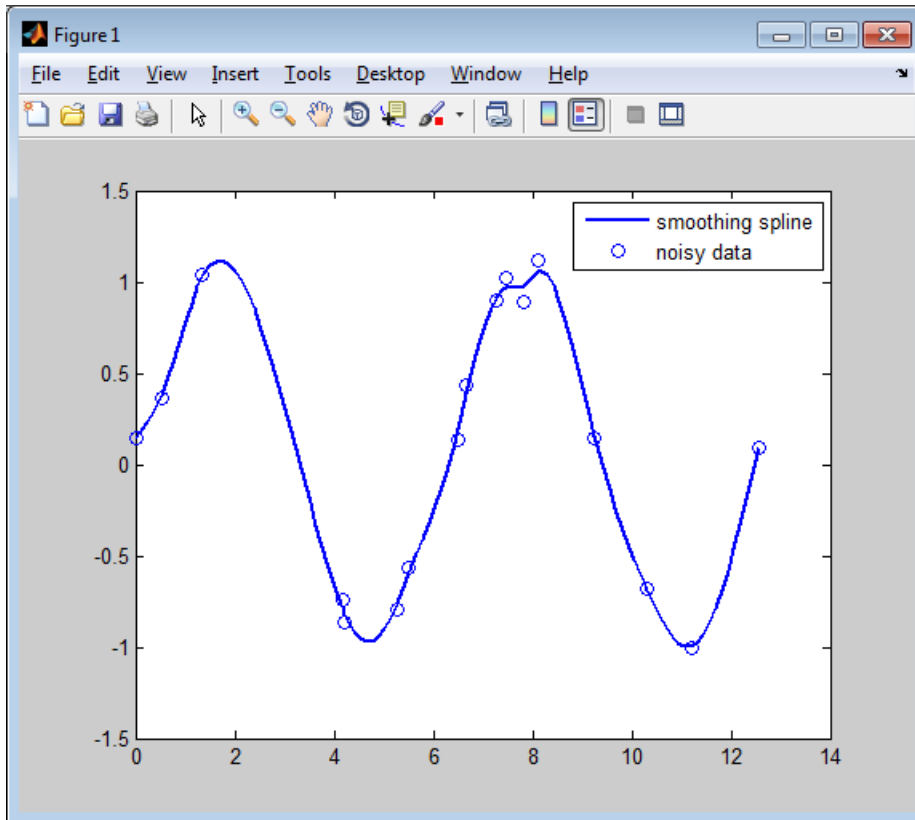 Figure 1
File Edit View Insert Tools Desktop Window Help
1.5
1
0.5
0
-0.5
-1
-1.5
smoothing spline
noisy data
0 2 4 6 8 10 12 14